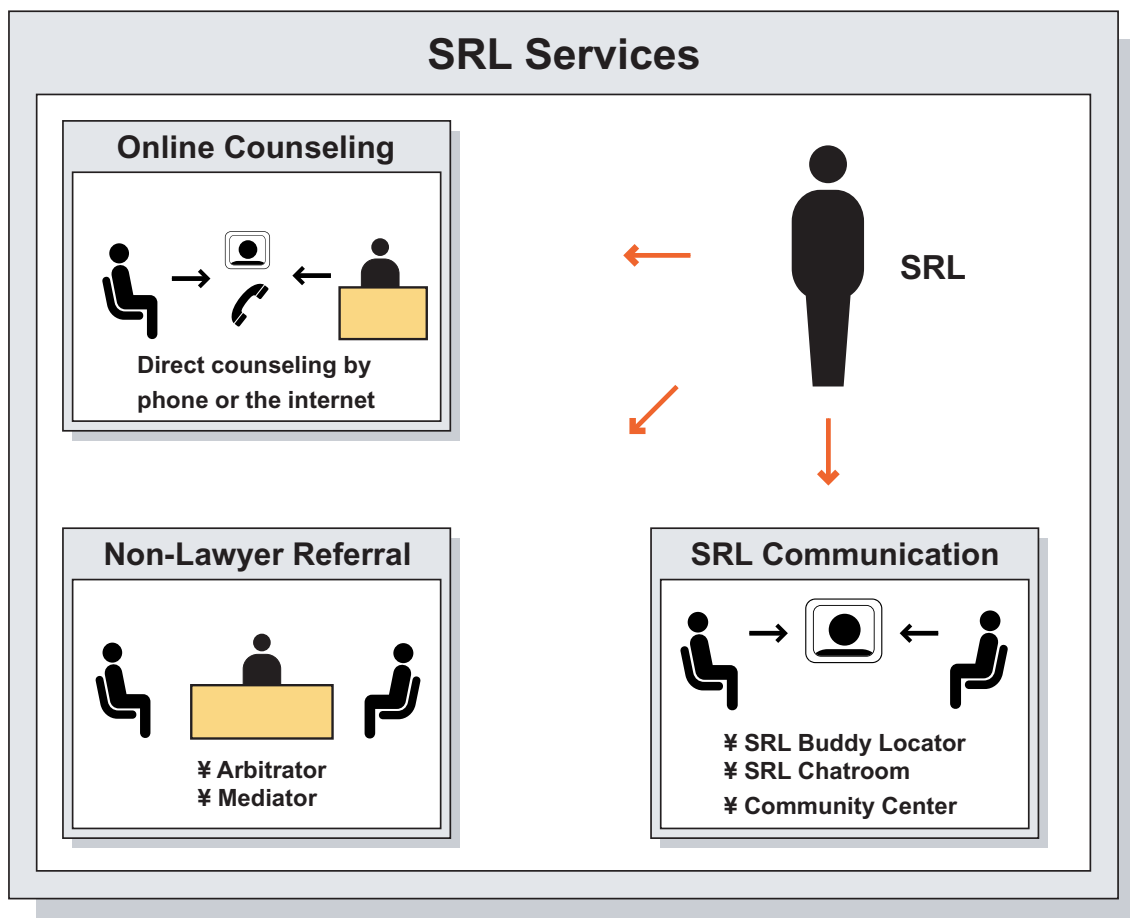 SRL Services
Online Counseling
Direct counseling by
phone or the internet
SRL
Non-Lawyer Referral
¥ Arbitrator
¥ Mediator
SRL Communication
¥ SRL Buddy Locator
¥ SRL Chatroom
¥ Community Center